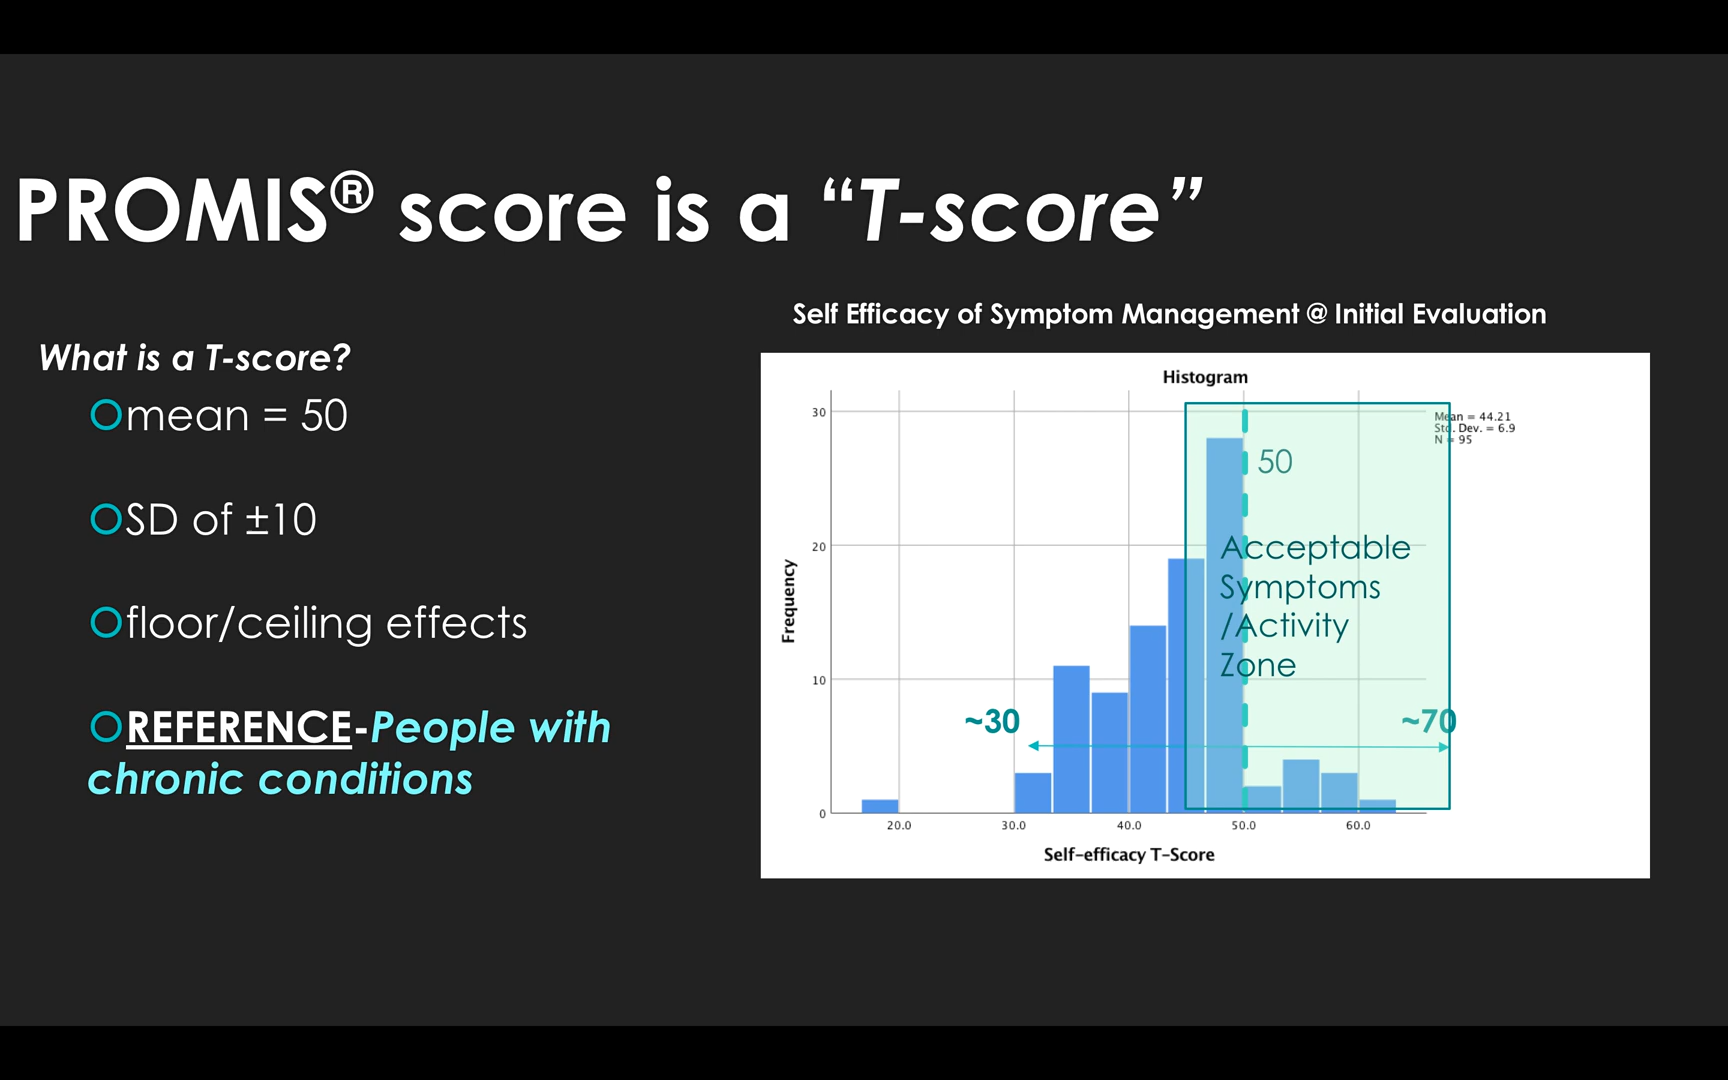 PROMIS® score is a “T-score”
What is a T-score?
mean = 50
SD of ±10
floor/ceiling effects
REFERENCE-People with
chronic conditions
Self Efficacy of Symptom Management @ Initial Evaluation
Histogram
Mean = 44.21
Std. Dev. = 6.9
N = 95
50
Acceptable
Symptoms
/Activity
Zone
~30
~70
Frequency
30
20
10
0
20.0 30.0 40.0 50.0 60.0
Self-efficacy T-Score